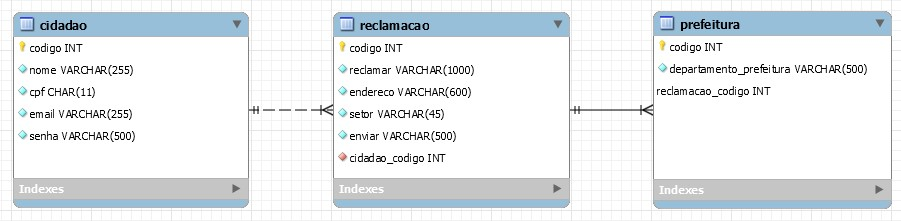 cidadao
codigo INT
nome VARCHAR(255)
cpf CHAR(11)
email VARCHAR(255)
senha VARCHAR(500)
Indexes
reclamacao
codigo INT
reclamar VARCHAR(1000)
endereco VARCHAR(600)
setor VARCHAR(45)
enviar VARCHAR(500)
cidadao_codigo INT
Indexes
prefeitura
codigo INT
departamento_prefeitura VARCHAR(500)
reclamacao_codigo INT
Indexes